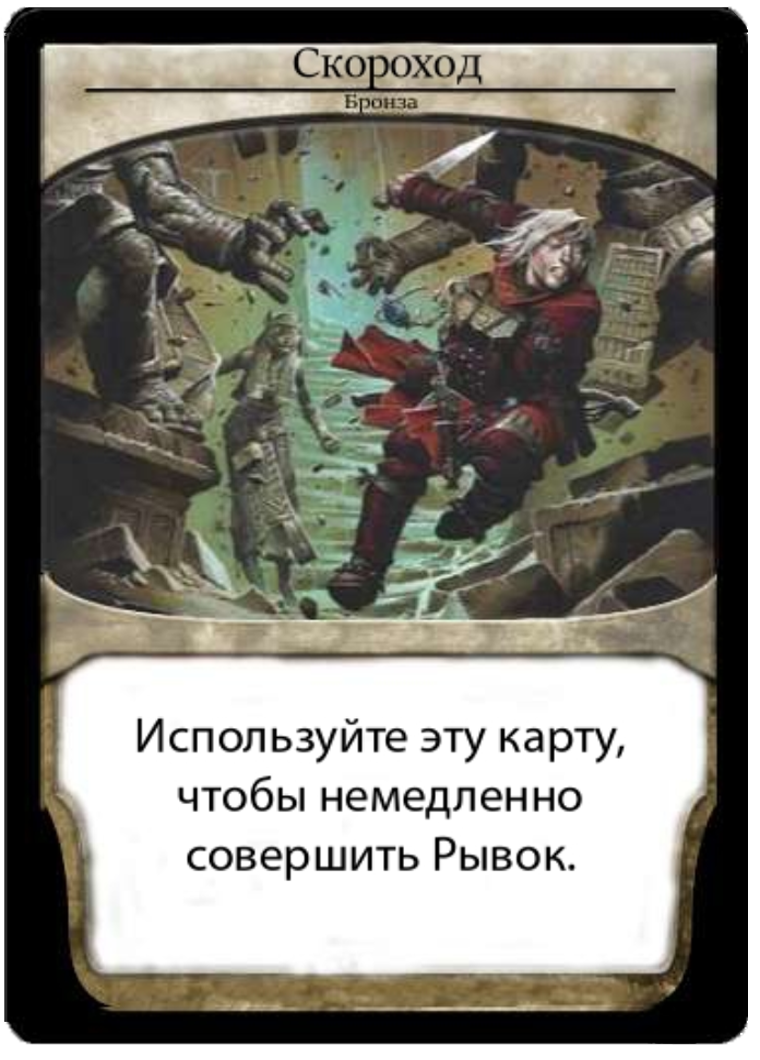 Скороход
Бронза
Используйте эту карту,
чтобы немедленно
совершить Рывок.